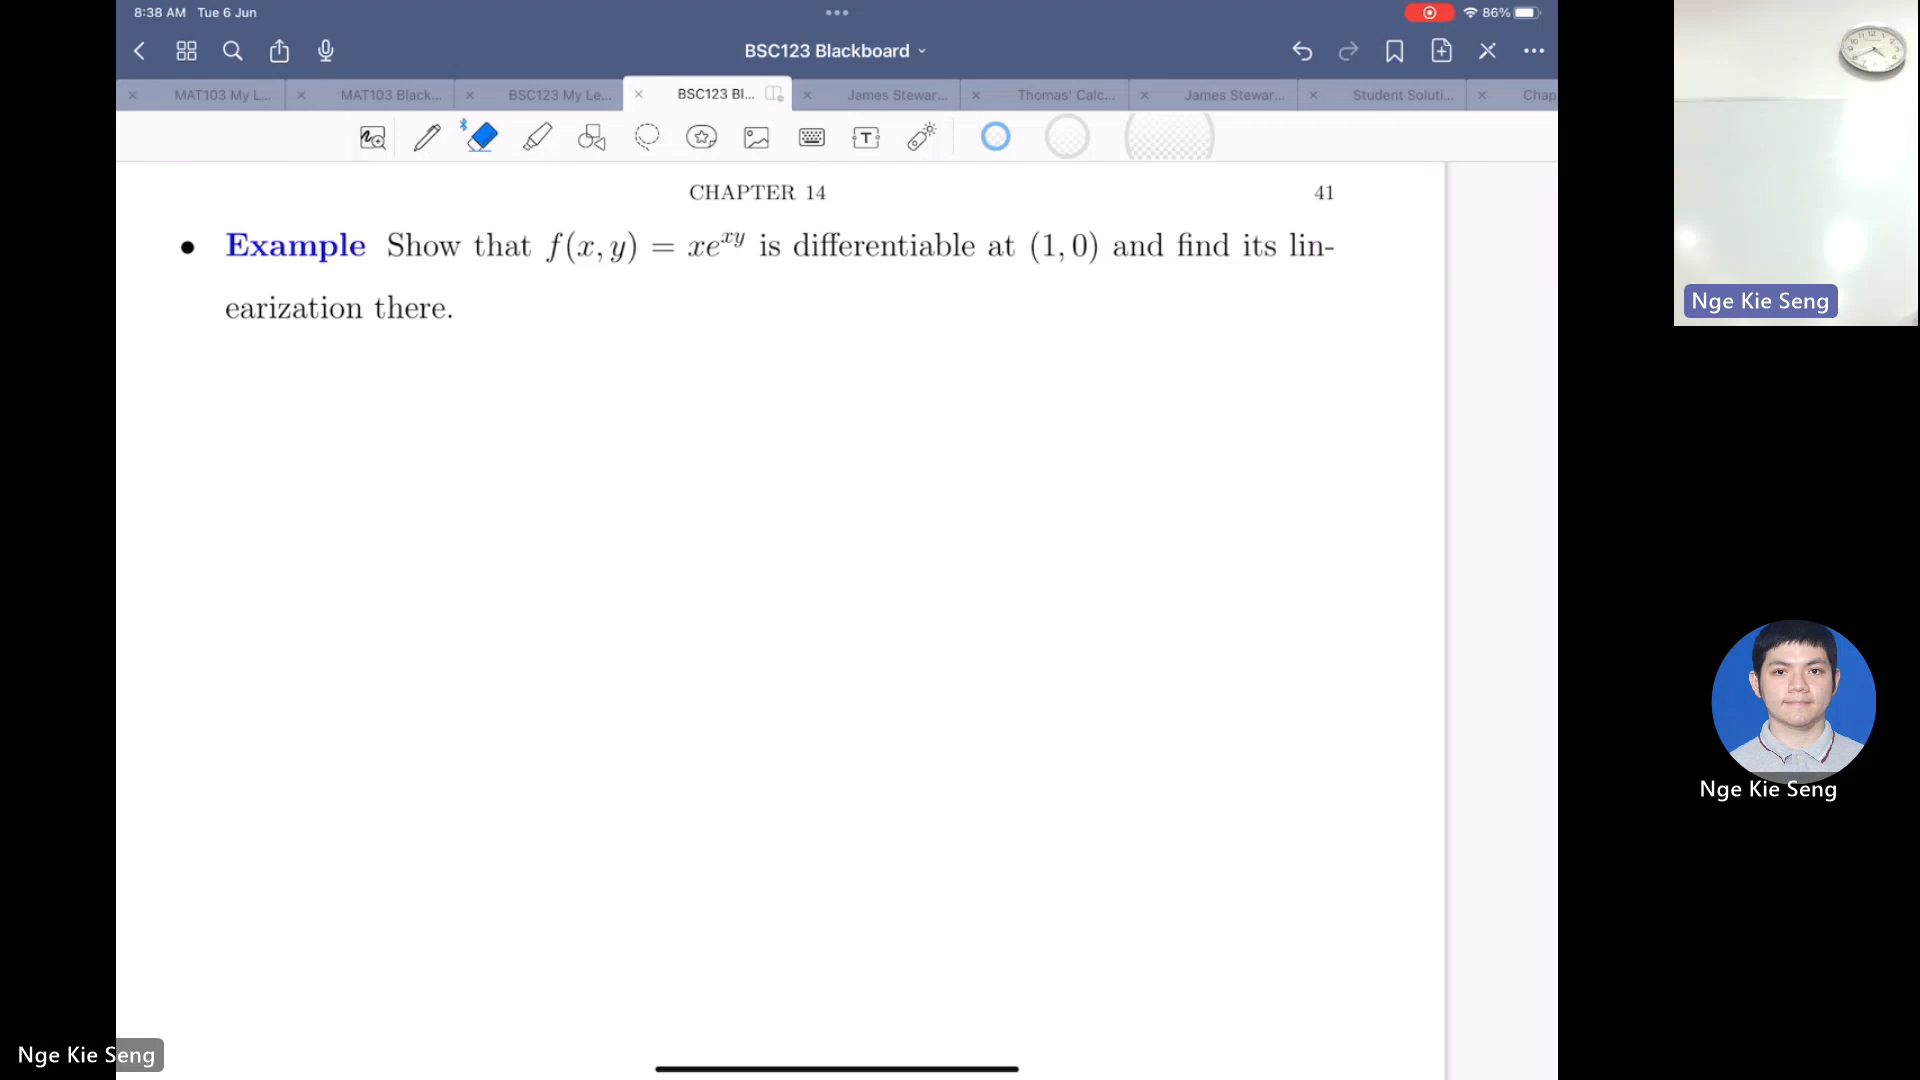 8:38 AM Tue 6 Jun
86%
BSC123 Blackboard
MAT103 My L...
MAT103 Black...
BSC123 My Le...
BSC123 Bl...
James Stewar...
Thomas' Calc...
James Stewar...
Student Soluti...
Chap
CHAPTER 14 41
• Example Show that f(x, y) = xe^{xy} is differentiable at (1, 0) and find its lin-
earization there.
Nge Kie Seng
Nge Kie Seng
Nge Kie Seng